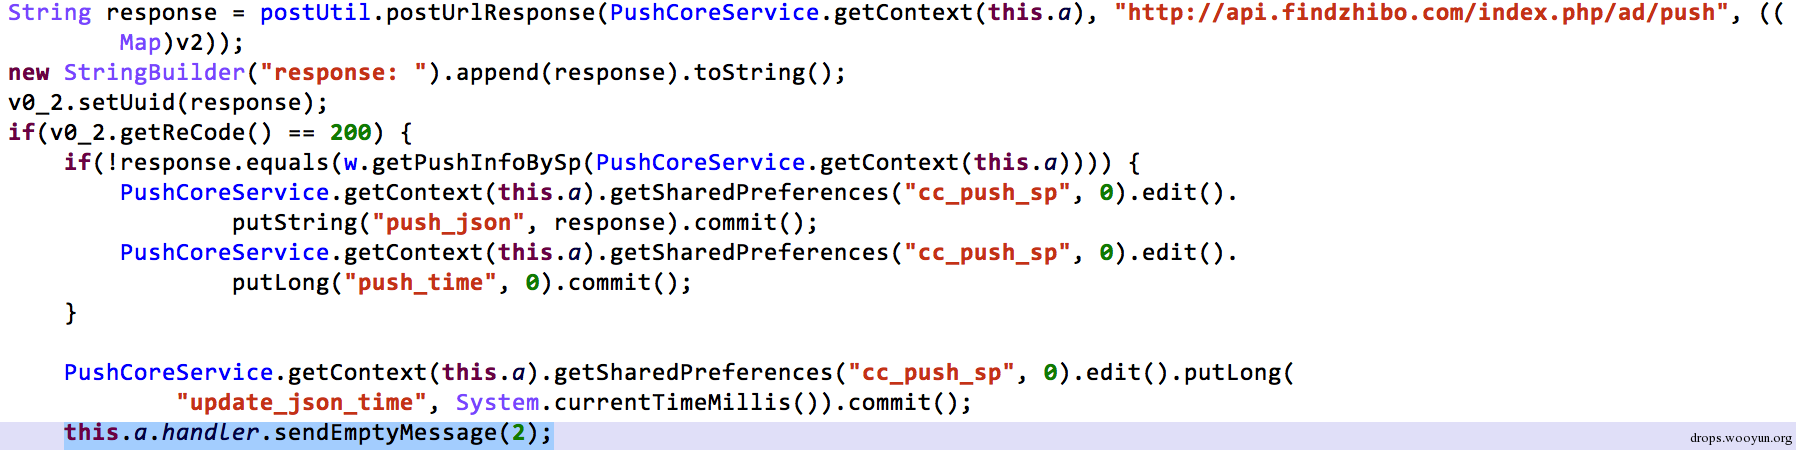 String response = postUtil.postUrlResponse(PushCoreService.getContext(this.a), "http://api.findzhibo.com/index.php/ad/push", ((
        Map)v2));
new StringBuilder("response: ").append(response).toString();
v0_2.setUuid(response);
if(v0_2.getReCode() == 200) {
    if(!response.equals(w.getPushInfoBySp(PushCoreService.getContext(this.a)))) {
        PushCoreService.getContext(this.a).getSharedPreferences("cc_push_sp", 0).edit().
                putString("push_json", response).commit();
        PushCoreService.getContext(this.a).getSharedPreferences("cc_push_sp", 0).edit().
                putLong("push_time", 0).commit();
    }
    PushCoreService.getContext(this.a).getSharedPreferences("cc_push_sp", 0).edit().putLong(
            "update_json_time", System.currentTimeMillis()).commit();
    this.a.handler.sendEmptyMessage(2);
drops.wooyun.org